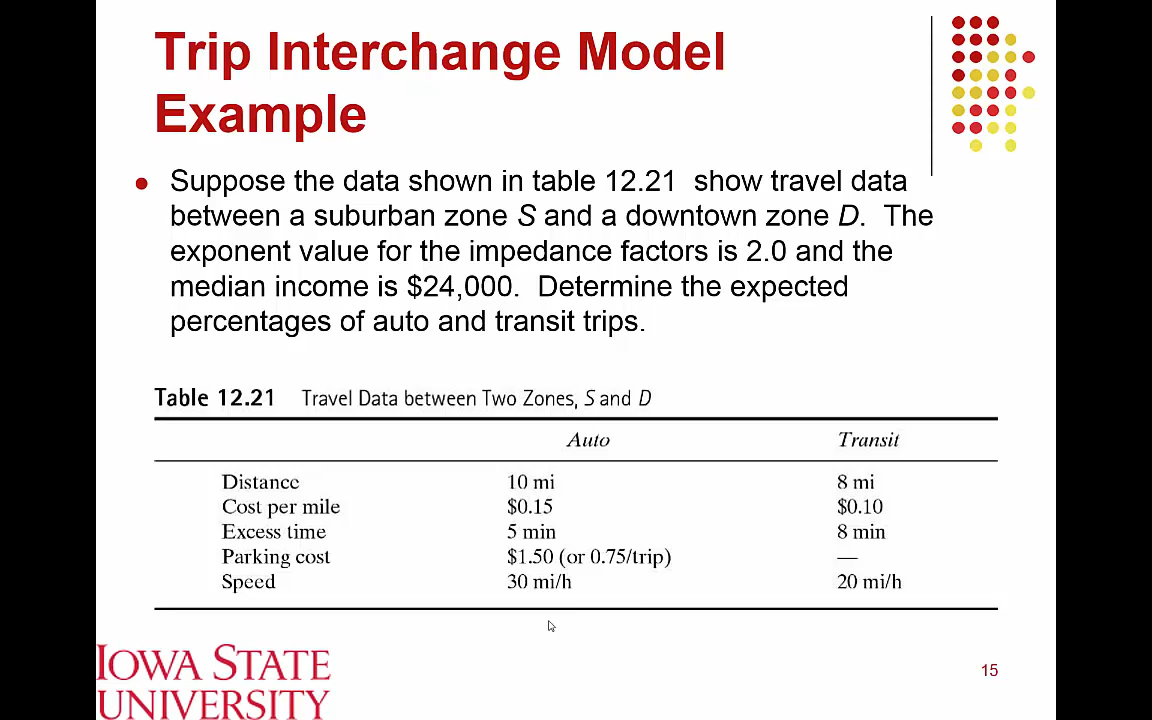 Trip Interchange Model
Example
Suppose the data shown in table 12.21 show travel data
between a suburban zone S and a downtown zone D. The
exponent value for the impedance factors is 2.0 and the
median income is $24,000. Determine the expected
percentages of auto and transit trips.
Table 12.21 Travel Data between Two Zones, S and D
Auto Transit
Distance 10 mi 8 mi
Cost per mile $0.15 $0.10
Excess time 5 min 8 min
Parking cost $1.50 (or 0.75/trip) —
Speed 30 mi/h 20 mi/h
IOWA STATE
UNIVERSITY
15